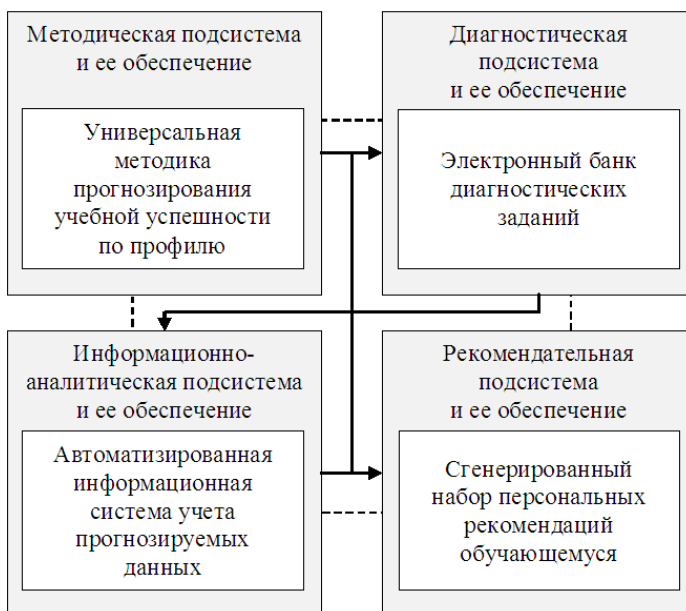 Методическая подсистема
и ее обеспечение
Универсальная
методика
прогнозирования
учебной успешности
по профилю
Диагностическая
подсистема
и ее обеспечение
Электронный банк
диагностических
заданий
Информационно-
аналитическая подсистема
и ее обеспечение
Автоматизированная
информационная
система учета
прогнозируемых
данных
Рекомендательная
подсистема
и ее обеспечение
Сгенерированный
набор персональных
рекомендаций
обучающемуся